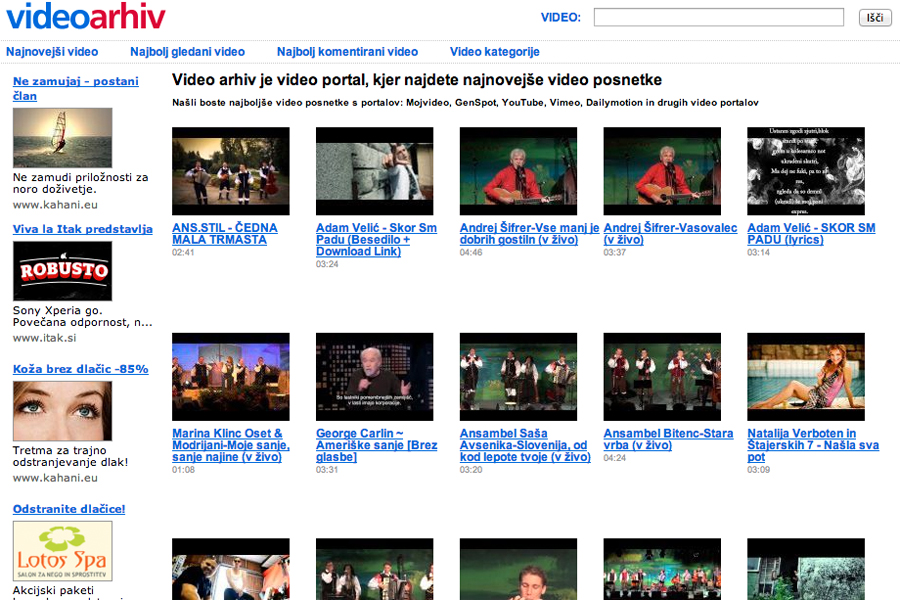 videoarhiv
VIDEO:
Išči
Najnovejši video
Najbolj gledani video
Najbolj komentirani video
Video kategorije
Ne zamujaj - postani
član
Ne zamudi priložnosti za
noro doživetje.
www.kahani.eu
Viva la Itak predstavlja
ROBUSTO
Sony Xperia go.
Povečana odpornost, n...
www.itak.si
Koža brez dlačic -85%
Tretma za trajno
odstranjevanje dlak!
www.kahani.eu
Odstranite dlačice!
Lotos Spa
SALON ZA NEGO IN SPROSTITEV
Akcijski paketi
Video arhiv je video portal, kjer najdete najnovejše video posnetke
Našli boste najboljše video posnetke s portalov: Mojvideo, GenSpot, YouTube, Vimeo, Dailymotion in drugih video portalov
ANS.STIL - ČEDNA
MALA TRMASTA
02:41
Adam Velić - Skor Sm
Padu (Besedilo +
Download Link)
03:24
Andrej Šifrer-Vse manj je
dobrih gostiln (v živo)
04:46
Andrej Šifrer-Vasovalec
(v živo)
03:37
Adam Velić - SKOR SM
PADU (lyrics)
03:14
Marina Klinc Oset &
Modrijani-Moje sanje,
sanje najine (v živo)
01:08
George Carlin ~
Ameriške sanje [Brez
glasbe]
03:31
Ansambel Saša
Avsenika-Slovenija, od
kod lepote tvoje (v živo)
03:20
Ansambel Bitenc-Stara
vrba (v živo)
04:24
Natalija Verboten in
Štajerskih 7 - Našla sva
pot
03:09